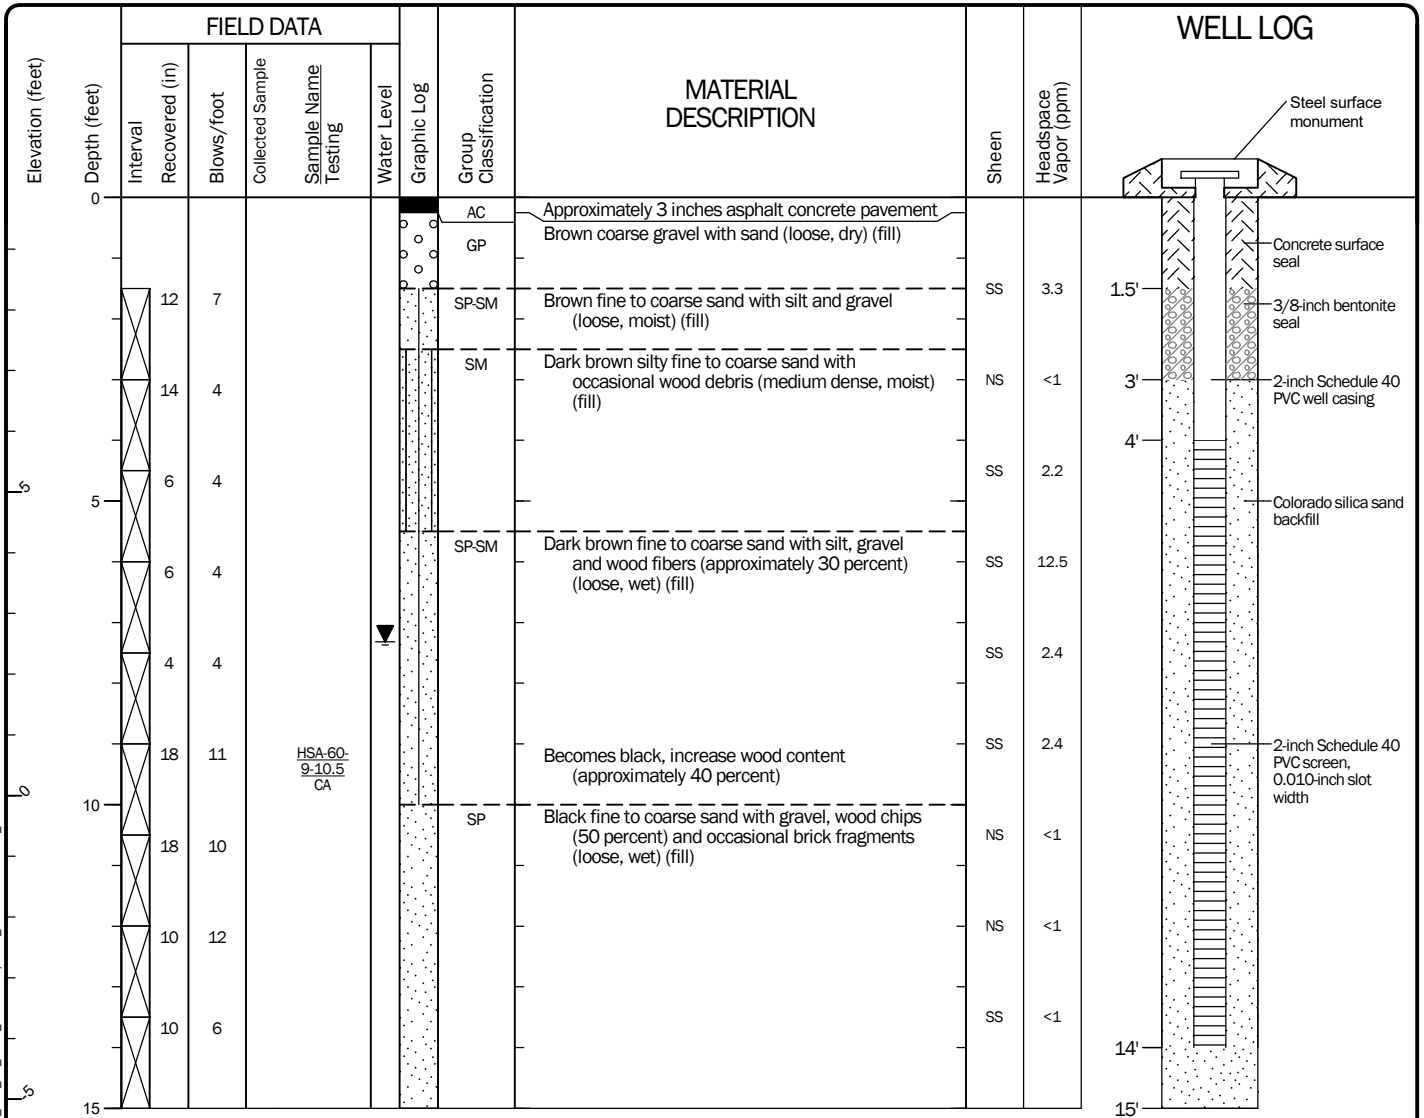 FIELD DATA
WELL LOG
Elevation (feet)
Depth (feet)
Interval
Recovered (in)
Blows/foot
Collected Sample
Sample Name
Testing
Water Level
Graphic Log
Group
Classification
MATERIAL
DESCRIPTION
Sheen
Headspace
Vapor (ppm)
Steel surface
monument
0
AC
Approximately 3 inches asphalt concrete pavement
GP
Brown coarse gravel with sand (loose, dry) (fill)
Concrete surface
seal
12
7
SP-SM
Brown fine to coarse sand with silt and gravel
(loose, moist) (fill)
SS
3.3
1.5'
3/8-inch bentonite
seal
14
4
SM
Dark brown silty fine to coarse sand with
occasional wood debris (medium dense, moist)
(fill)
NS
<1
3'
2-inch Schedule 40
PVC well casing
4'
5
6
4
SS
2.2
5
Colorado silica sand
backfill
6
4
SP-SM
Dark brown fine to coarse sand with silt, gravel
and wood fibers (approximately 30 percent)
(loose, wet) (fill)
SS
12.5
4
4
SS
2.4
18
11
HSA-60-
9-10.5
CA
Becomes black, increase wood content
(approximately 40 percent)
SS
2.4
2-inch Schedule 40
PVC screen,
0.010-inch slot
width
0
10
18
10
SP
Black fine to coarse sand with gravel, wood chips
(50 percent) and occasional brick fragments
(loose, wet) (fill)
NS
<1
10
12
NS
<1
10
6
SS
<1
14'
-5
15
15'